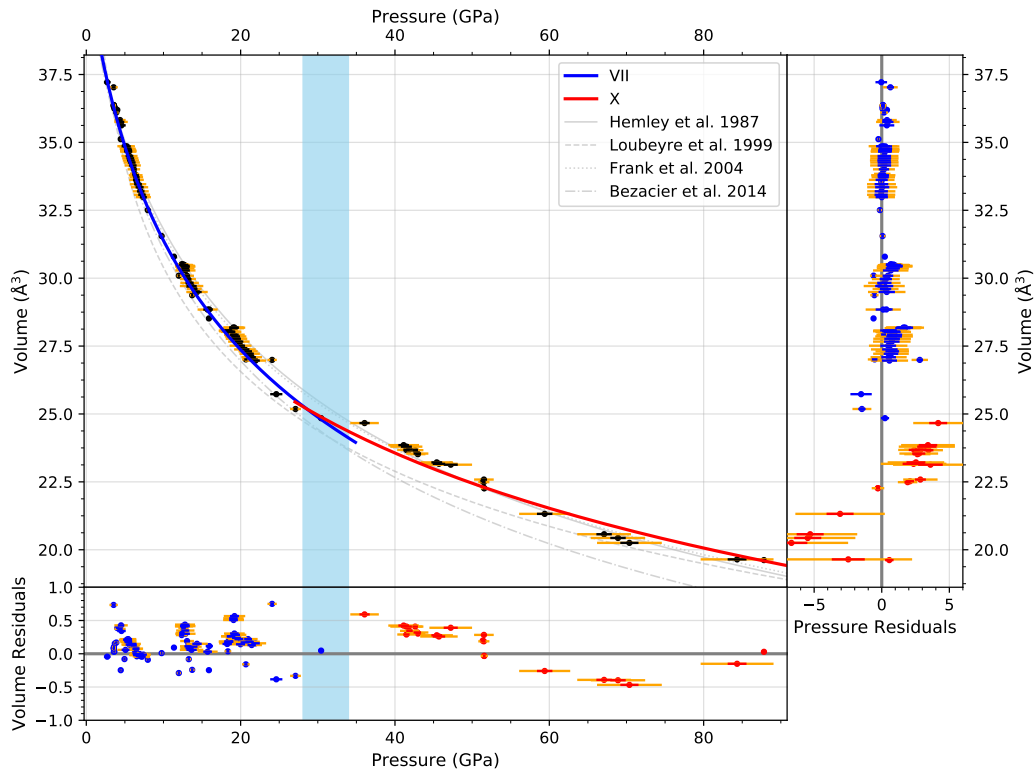 Pressure (GPa)
0 20 40 60 80
37.5
35.0
32.5
30.0
27.5
25.0
22.5
20.0
Volume (Å³)
VII
X
Hemley et al. 1987
Loubeyre et al. 1999
Frank et al. 2004
Bezacier et al. 2014
37.5
35.0
32.5
30.0
27.5
25.0
22.5
20.0
Volume (Å³)
−5 0 5
Pressure Residuals
1.0
0.5
0.0
−0.5
−1.0
Volume Residuals
0 20 40 60 80
Pressure (GPa)